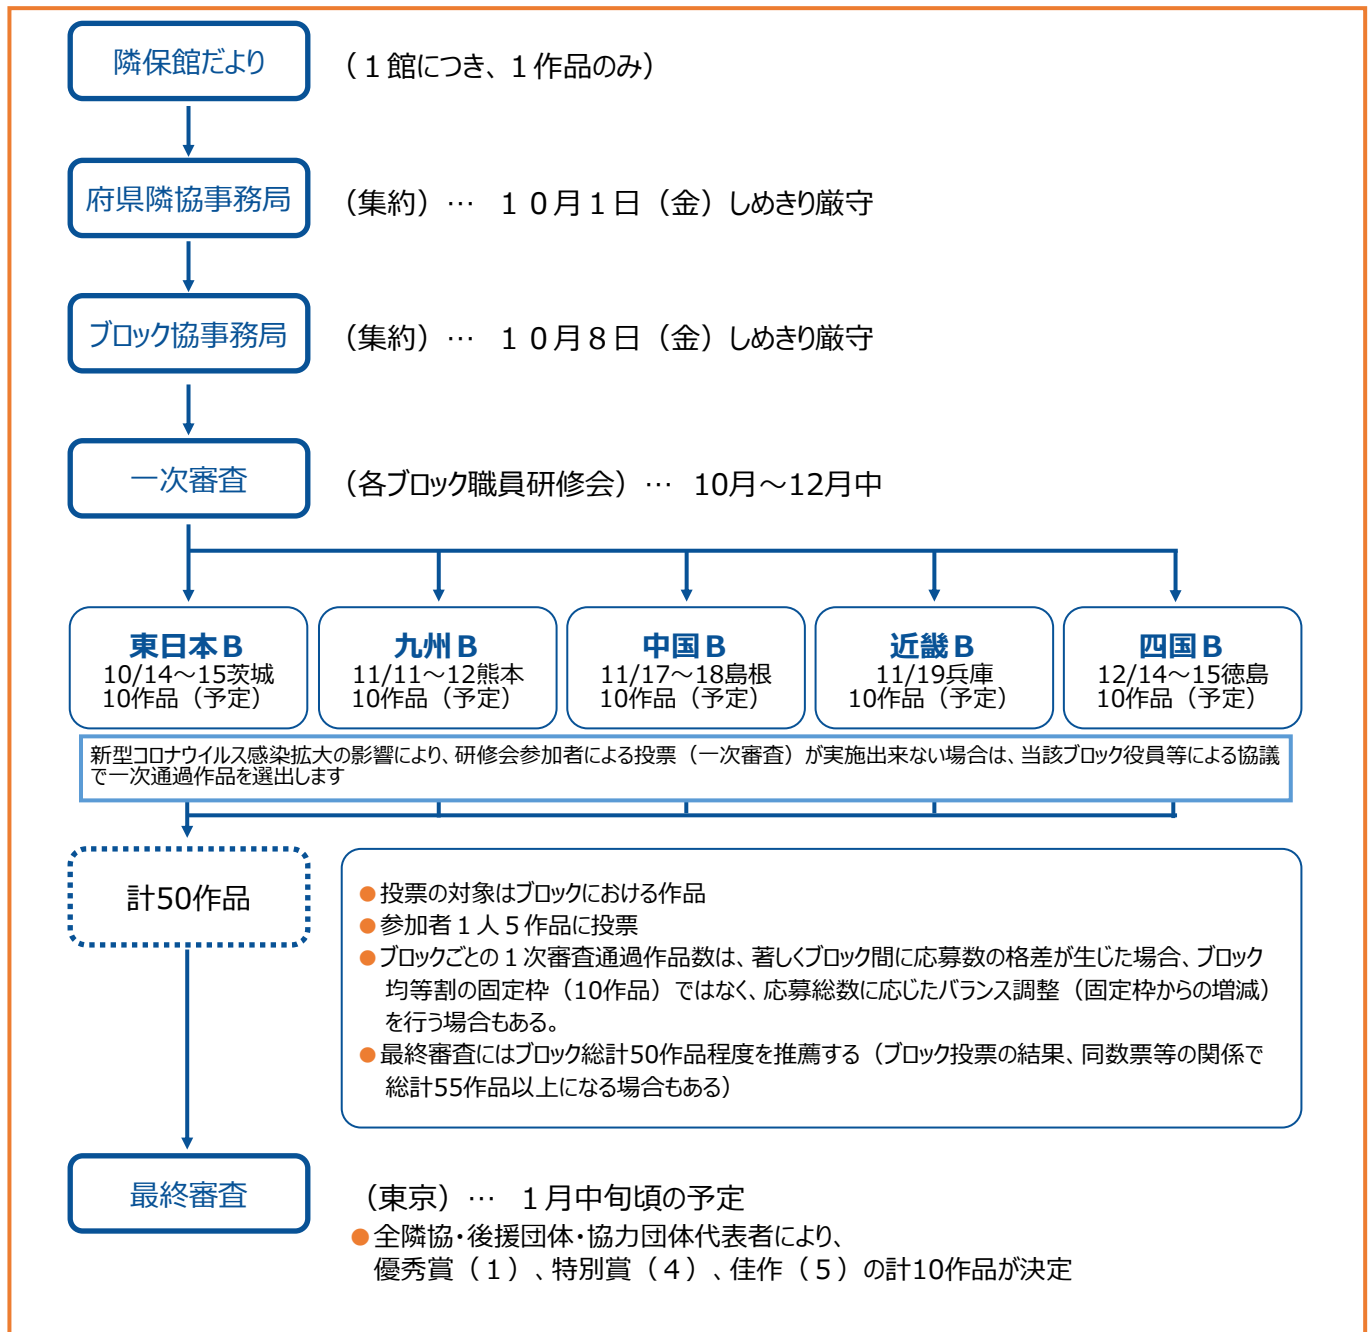 隣保館だより
（１館につき、１作品のみ）
府県隣協事務局
（集約）… １０月１日（金）しめきり厳守
ブロック協事務局
（集約）… １０月８日（金）しめきり厳守
一次審査
（各ブロック職員研修会）… 10月～12月中
東日本Ｂ
10/14～15茨城
10作品（予定）
九州Ｂ
11/11～12熊本
10作品（予定）
中国Ｂ
11/17～18島根
10作品（予定）
近畿Ｂ
11/19兵庫
10作品（予定）
四国Ｂ
12/14～15徳島
10作品（予定）
新型コロナウイルス感染拡大の影響により、研修会参加者による投票（一次審査）が実施出来ない場合は、当該ブロック役員等による協議
で一次通過作品を選出します
計50作品
●投票の対象はブロックにおける作品
●参加者１人５作品に投票
●ブロックごとの１次審査通過作品数は、著しくブロック間に応募数の格差が生じた場合、ブロック
均等割の固定枠（10作品）ではなく、応募総数に応じたバランス調整（固定枠からの増減）
を行う場合もある。
●最終審査にはブロック総計50作品程度を推薦する（ブロック投票の結果、同数票等の関係で
総計55作品以上になる場合もある）
最終審査
（東京）… １月中旬頃の予定
●全隣協・後援団体・協力団体代表者により、
優秀賞（１）、特別賞（４）、佳作（５）の計10作品が決定